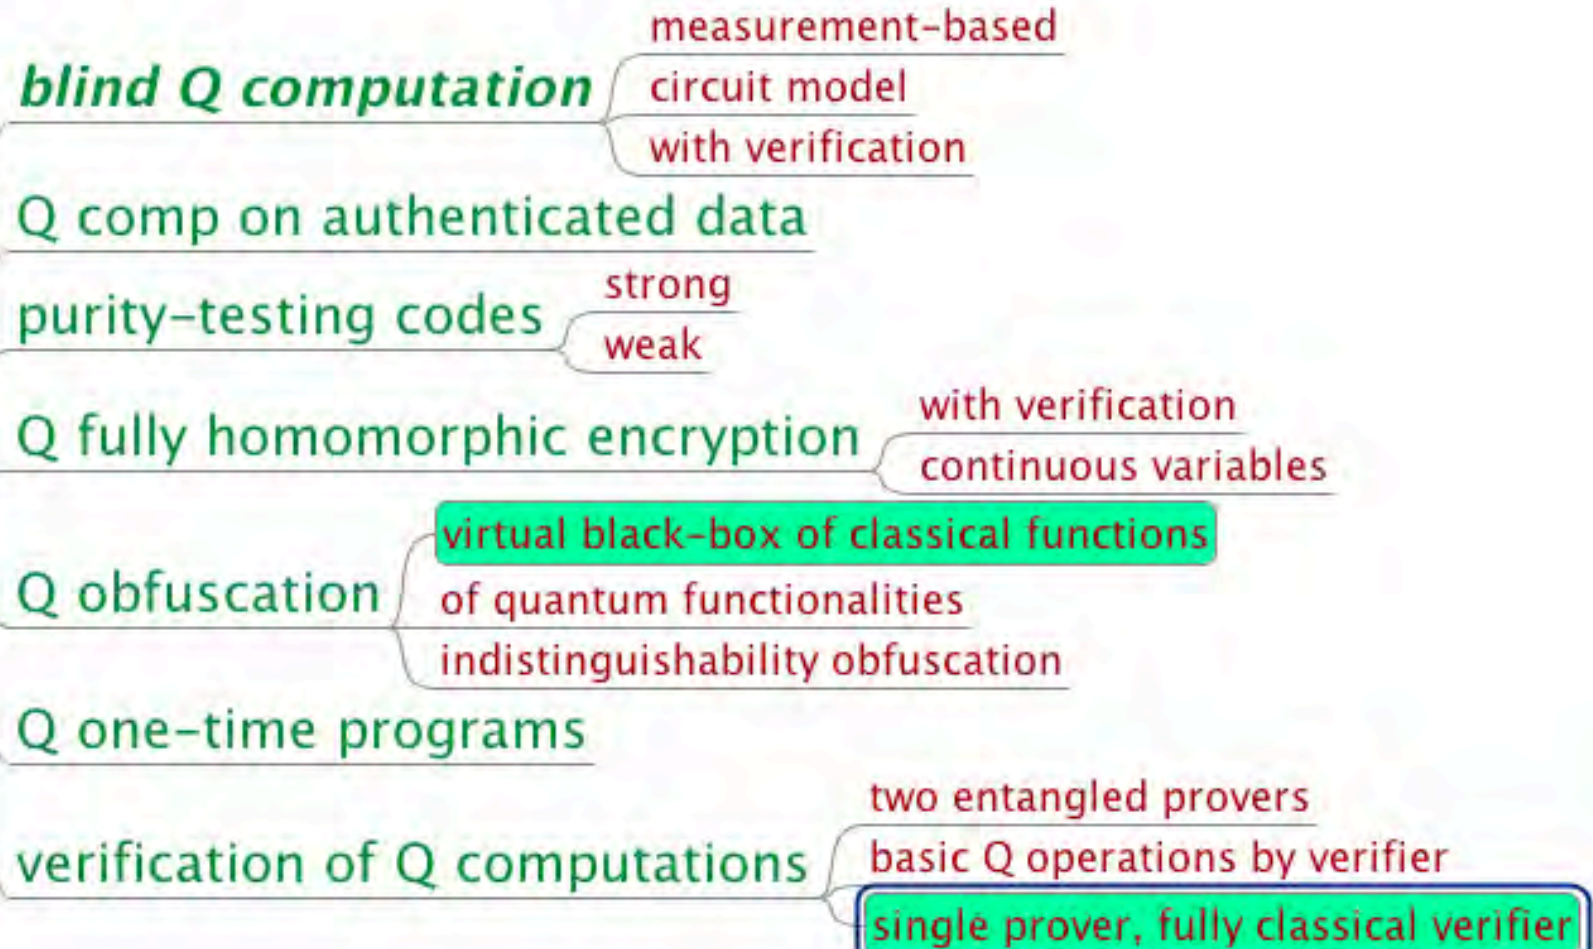 blind Q computation
measurement-based
circuit model
with verification
Q comp on authenticated data
purity-testing codes
strong
weak
Q fully homomorphic encryption
with verification
continuous variables
Q obfuscation
virtual black-box of classical functions
of quantum functionalities
indistinguishability obfuscation
Q one-time programs
verification of Q computations
two entangled provers
basic Q operations by verifier
single prover, fully classical verifier